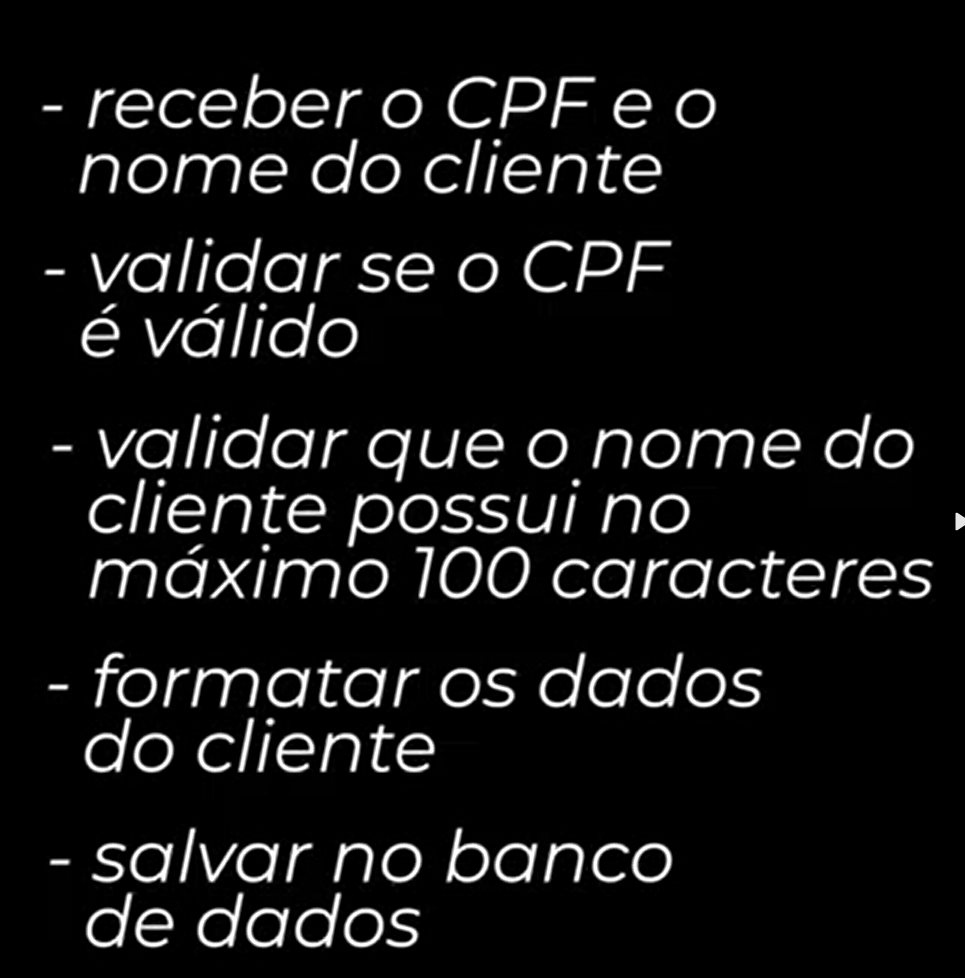 - receber o CPF e o
nome do cliente
- validar se o CPF
é válido
- validar que o nome do
cliente possui no
máximo 100 caracteres
- formatar os dados
do cliente
- salvar no banco
de dados